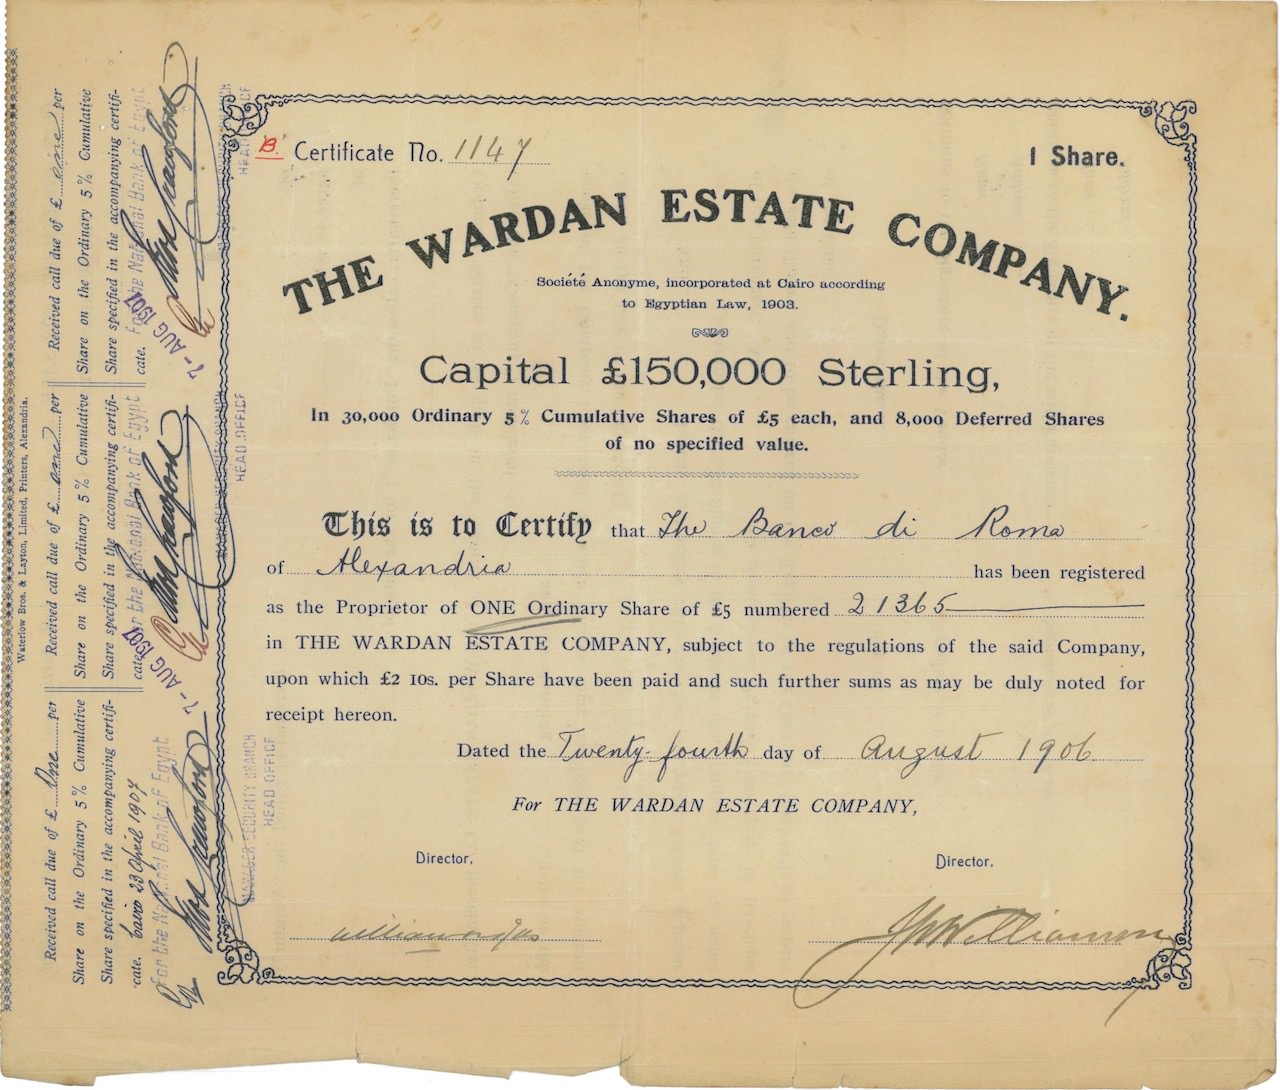 B. Certificate No. 1147
1 Share.
THE WARDAN ESTATE COMPANY.
Société Anonyme, incorporated at Cairo according
to Egyptian Law, 1903.
Capital £150,000 Sterling,
In 30,000 Ordinary 5% Cumulative Shares of £5 each, and 8,000 Deferred Shares
of no specified value.
This is to Certify that The Banco di Roma
of Alexandria has been registered
as the Proprietor of ONE Ordinary Share of £5 numbered 21365
in THE WARDAN ESTATE COMPANY, subject to the regulations of the said Company,
upon which £2 10s. per Share have been paid and such further sums as may be duly noted for
receipt hereon.
Dated the Twenty-fourth day of August 1906
For THE WARDAN ESTATE COMPANY,
Director.
Director.
Williamson
Received call due of £ One per
Share on the Ordinary 5% Cumulative
Share specified in the accompanying certifi-
cate. Cairo 23 April 1907
For the National Bank of Egypt
MANAGER SECURITY BRANCH
HEAD OFFICE
Received call due of £ one per
Share on the Ordinary 5% Cumulative
Share specified in the accompanying certifi-
cate. 7-AUG 1907
For the National Bank of Egypt
HEAD OFFICE
Received call due of £ one per
Share on the Ordinary 5% Cumulative
Share specified in the accompanying certifi-
cate. 7-AUG 1907
For the National Bank of Egypt
HEAD OFFICE
Waterlow Bros. & Layton, Limited, Printers, Alexandria.